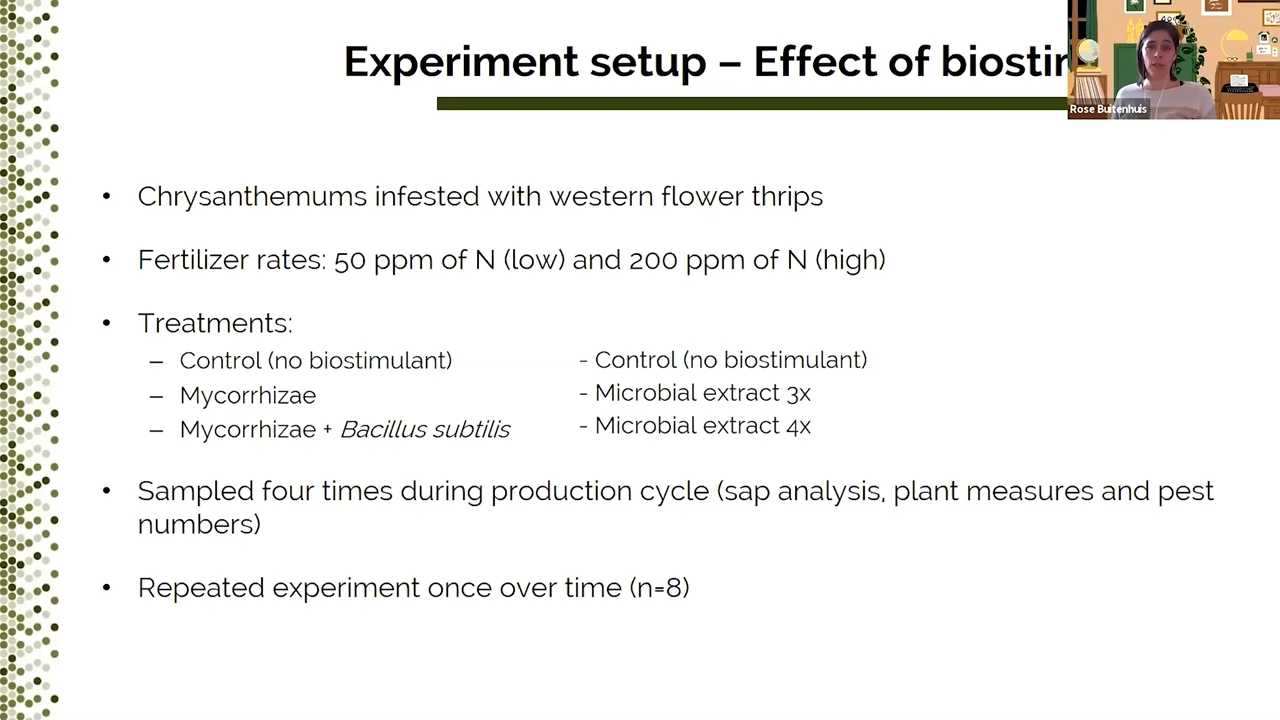 Experiment setup – Effect of
Rose Buitenhuis
• Chrysanthemums infested with western flower thrips
• Fertilizer rates: 50 ppm of N (low) and 200 ppm of N (high)
• Treatments:
– Control (no biostimulant)
– Mycorrhizae
– Mycorrhizae + Bacillus subtilis
- Control (no biostimulant)
- Microbial extract 3x
- Microbial extract 4x
• Sampled four times during production cycle (sap analysis, plant measures and pest
numbers)
• Repeated experiment once over time (n=8)